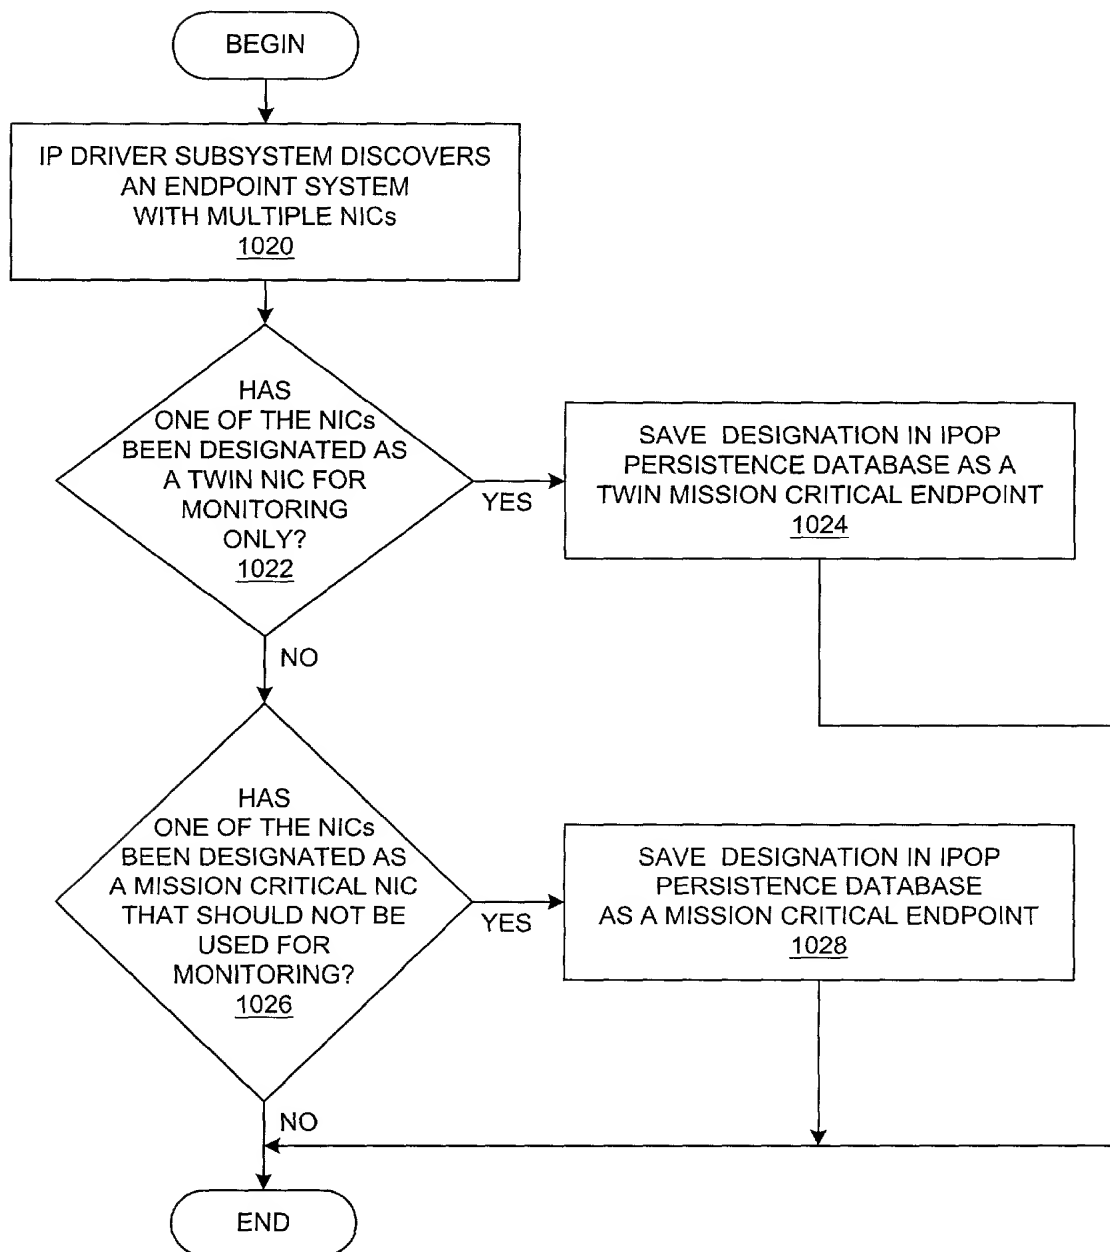 BEGIN
IP DRIVER SUBSYSTEM DISCOVERS
AN ENDPOINT SYSTEM
WITH MULTIPLE NICs
1020
HAS
ONE OF THE NICs
BEEN DESIGNATED AS
A TWIN NIC FOR
MONITORING
ONLY?
1022
YES
SAVE DESIGNATION IN IPOP
PERSISTENCE DATABASE AS A
TWIN MISSION CRITICAL ENDPOINT
1024
NO
HAS
ONE OF THE NICs
BEEN DESIGNATED AS
A MISSION CRITICAL NIC
THAT SHOULD NOT BE
USED FOR
MONITORING?
1026
YES
SAVE DESIGNATION IN IPOP
PERSISTENCE DATABASE
AS A MISSION CRITICAL ENDPOINT
1028
NO
END